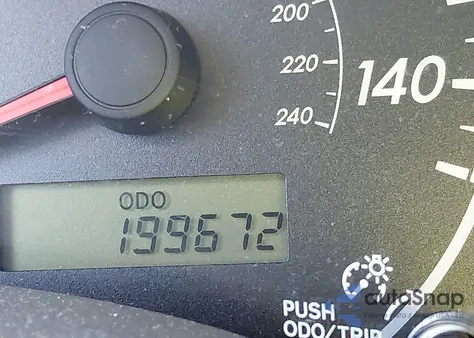 200
220
240
140
ODO
199672
PUSH
ODO/TRIP
autoSnap